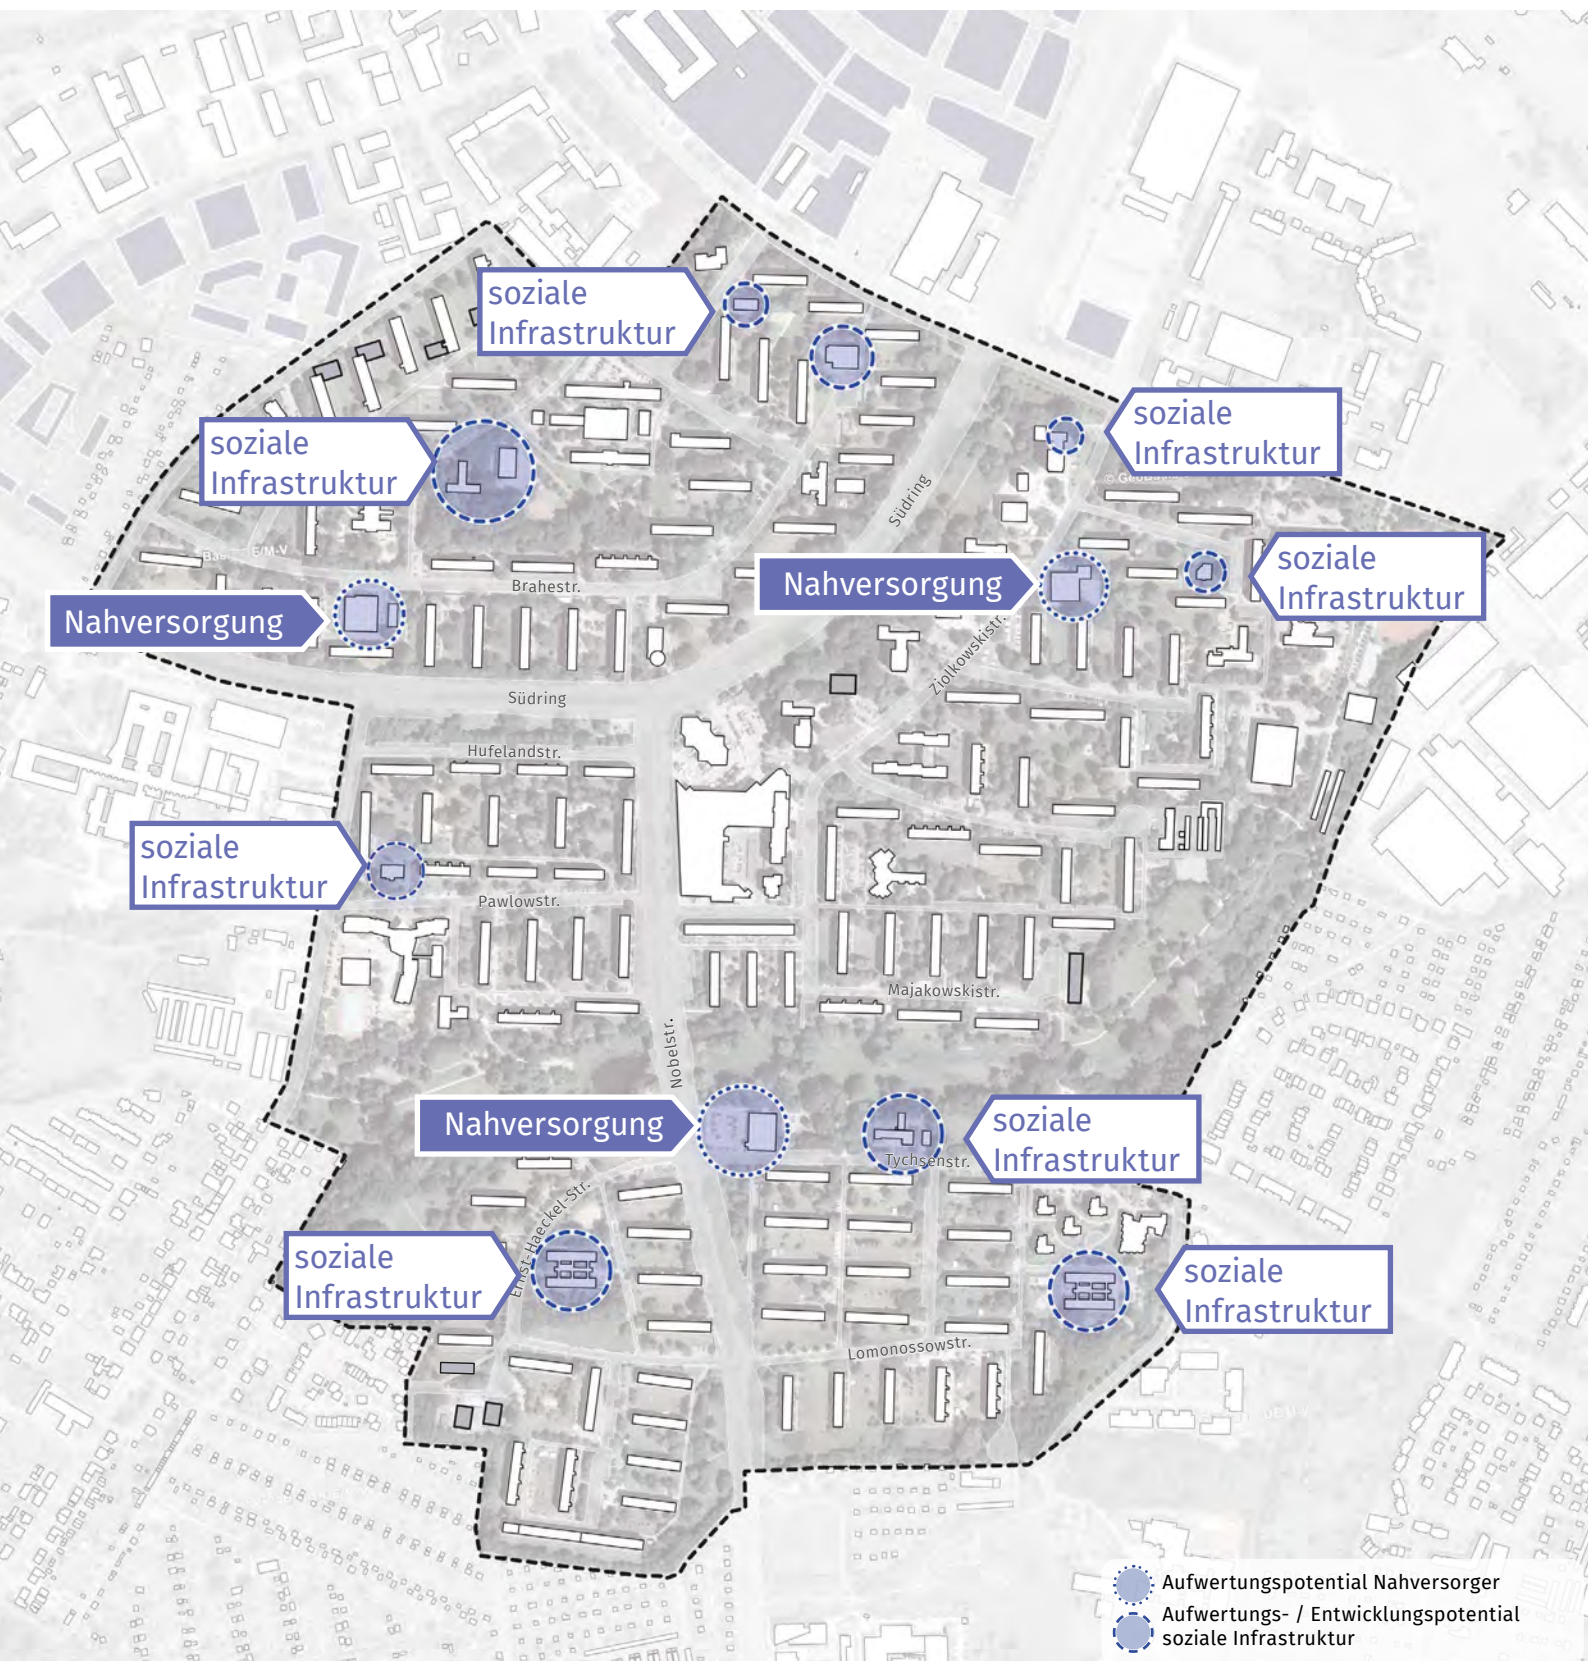 soziale
Infrastruktur
soziale
Infrastruktur
soziale
Infrastruktur
Südring
soziale
Infrastruktur
Nahversorgung
Brahestr.
Nahversorgung
Ziolkowskistr.
Südring
Hufelandstr.
soziale
Infrastruktur
Pawlowstr.
Majakowskistr.
Nobelstr.
Nahversorgung
soziale
Infrastruktur
Tychsenstr.
Ernst-Haeckel-Str.
soziale
Infrastruktur
soziale
Infrastruktur
Lomonossowstr.
Aufwertungspotential Nahversorger
Aufwertungs- / Entwicklungspotential
soziale Infrastruktur